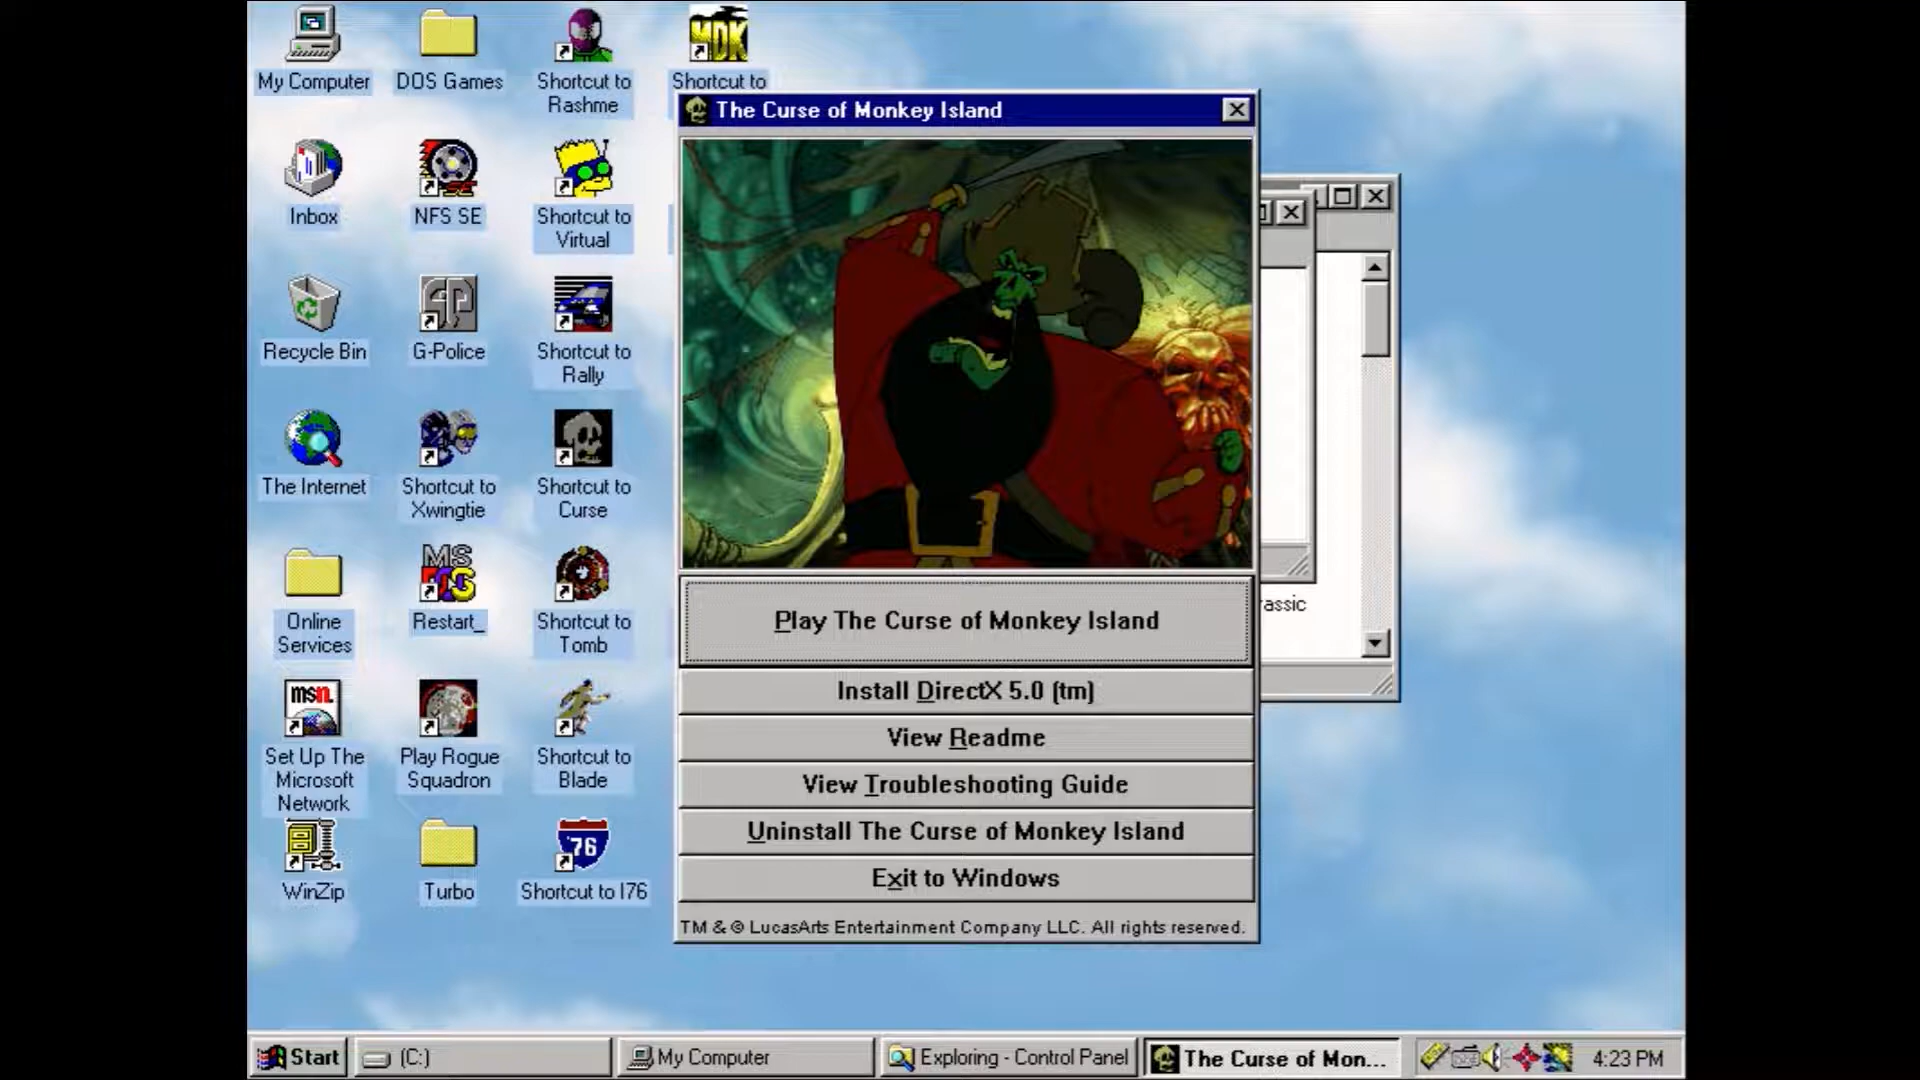 My Computer
DOS Games
Shortcut to
Rashme
MDK
Shortcut to
Inbox
NFS SE
Shortcut to
Virtual
Recycle Bin
G-Police
Shortcut to
Rally
The Internet
Shortcut to
Xwingtie
Shortcut to
Curse
Online
Services
MS
Restart_
Shortcut to
Tomb
msn.
Set Up The
Microsoft
Network
Play Rogue
Squadron
Shortcut to
Blade
WinZip
Turbo
76
Shortcut to I76
The Curse of Monkey Island
Play The Curse of Monkey Island
Install DirectX 5.0 (tm)
View Readme
View Troubleshooting Guide
Uninstall The Curse of Monkey Island
Exit to Windows
TM & © LucasArts Entertainment Company LLC. All rights reserved.
Start
(C:)
My Computer
Exploring - Control Panel
The Curse of Mon...
4:23 PM